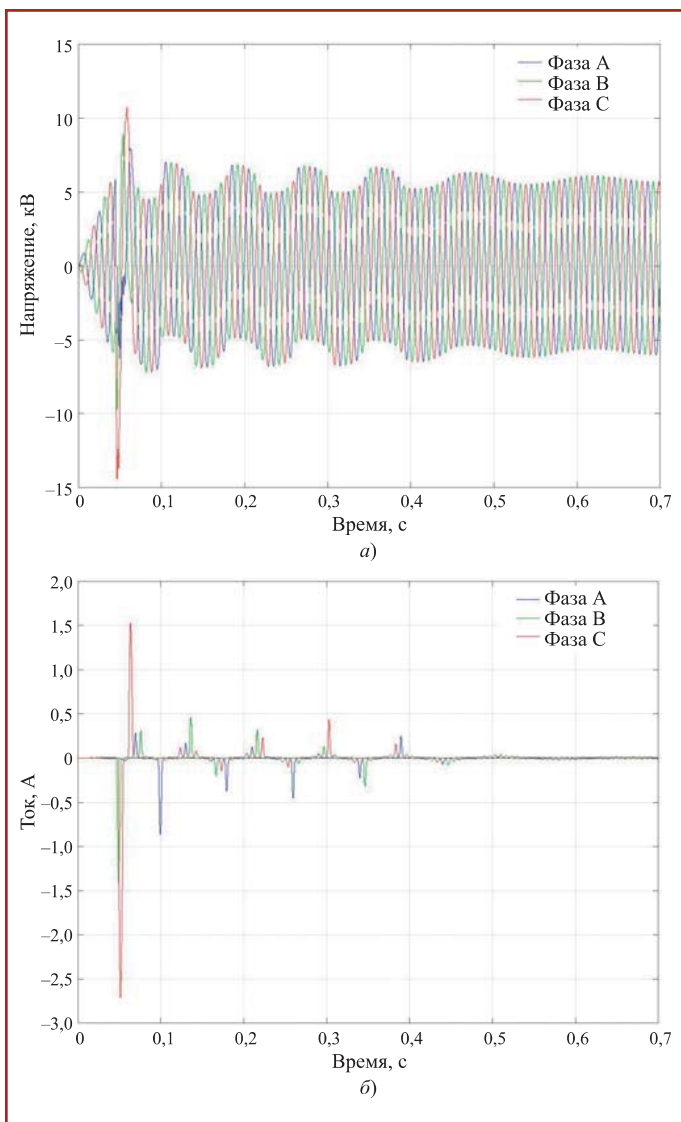 15
10
5
0
–5
–10
–15
Напряжение, кВ
Фаза A
Фаза B
Фаза C
0 0,1 0,2 0,3 0,4 0,5 0,6 0,7
Время, с
а)
2,0
1,5
1,0
0,5
0
–0,5
–1,0
–1,5
–2,0
–2,5
–3,0
Ток, А
Фаза A
Фаза B
Фаза C
0 0,1 0,2 0,3 0,4 0,5 0,6 0,7
Время, с
б)